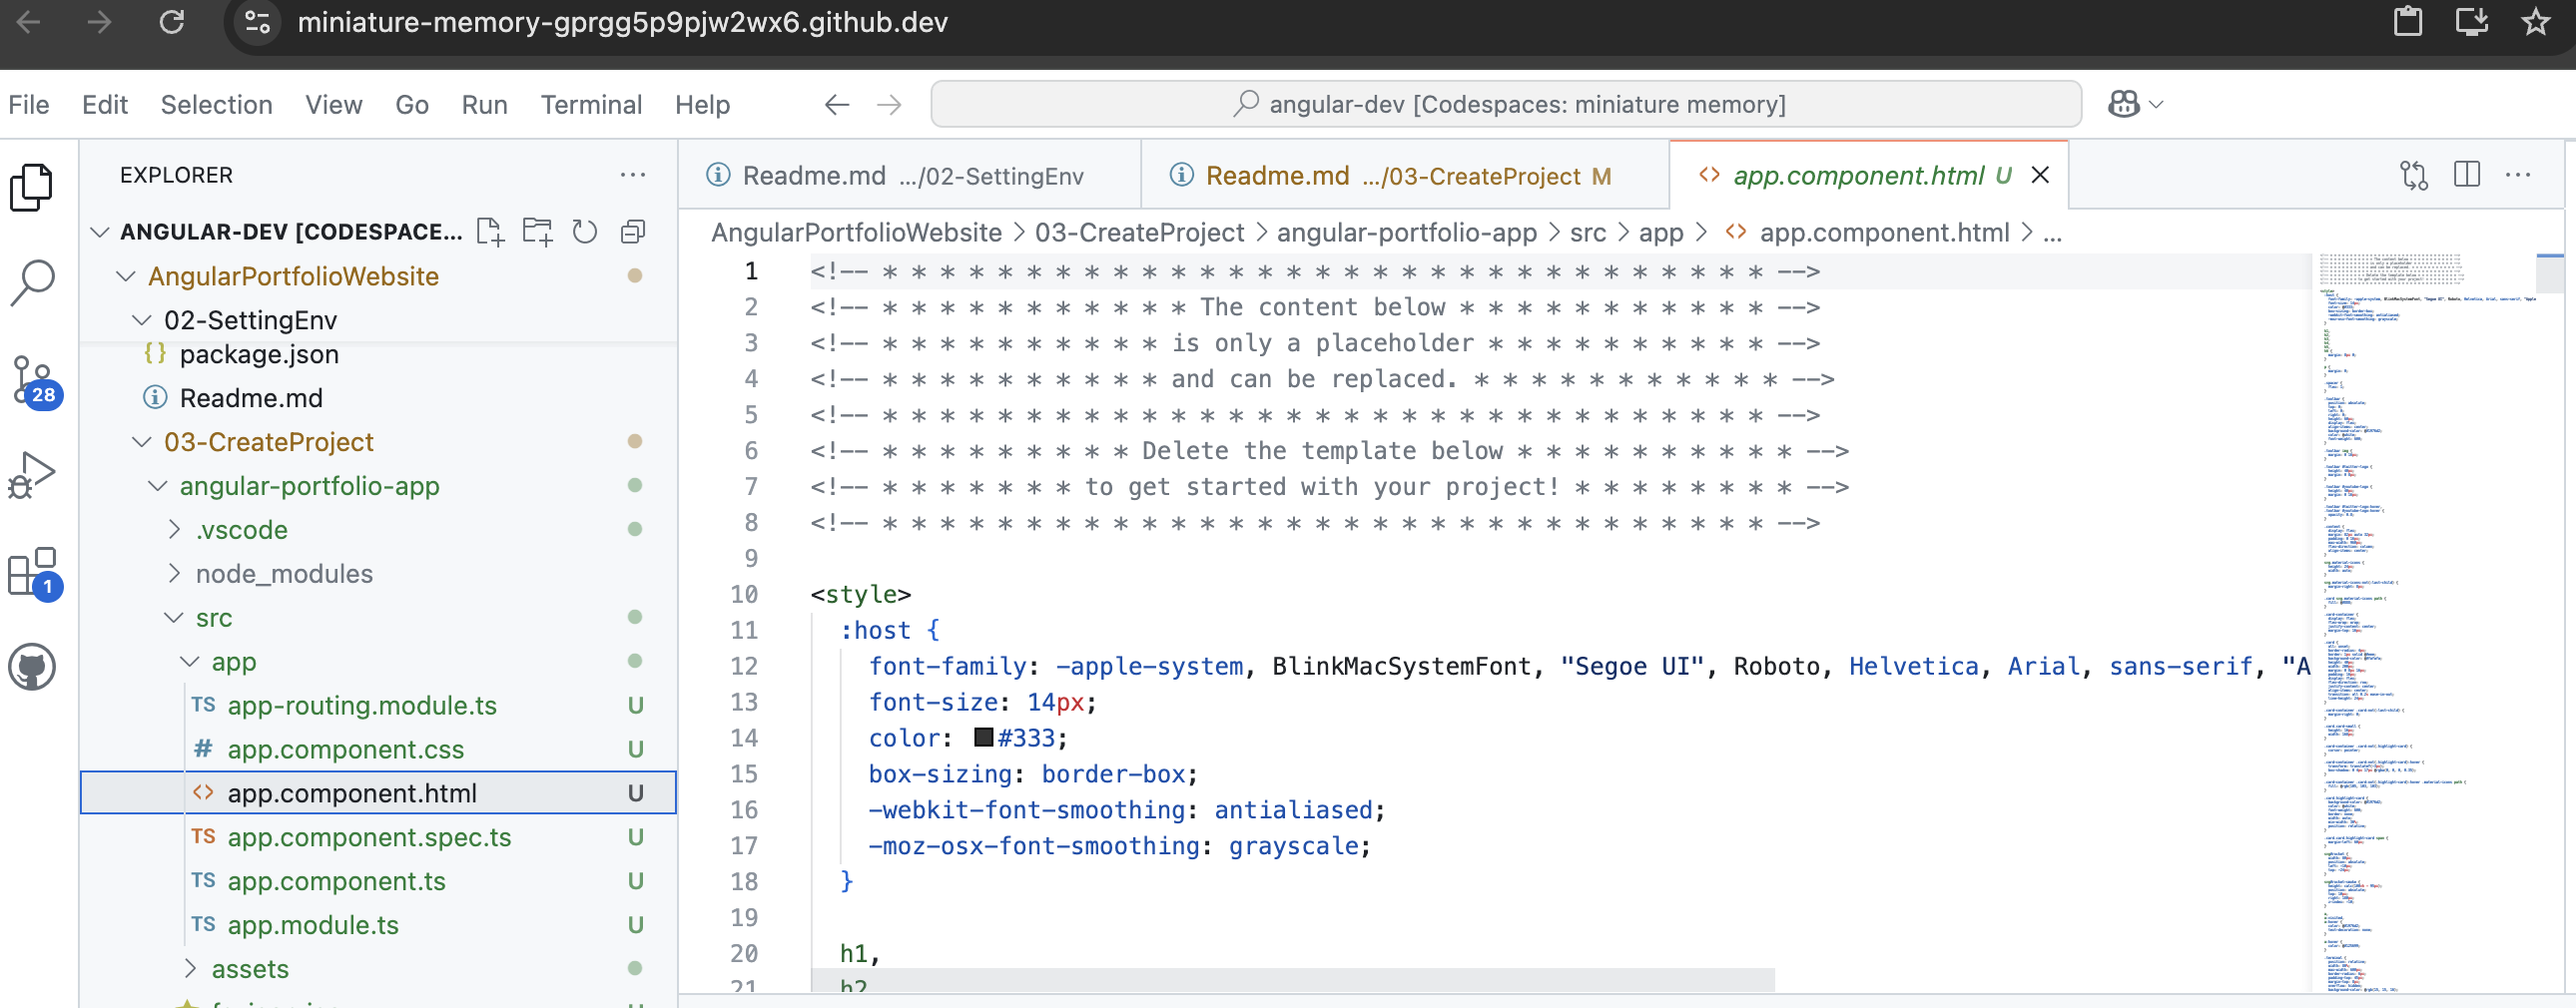 miniature-memory-gprgg5p9pjw2wx6.github.dev
File Edit Selection View Go Run Terminal Help
angular-dev [Codespaces: miniature memory]
EXPLORER
ANGULAR-DEV [CODESPACE...
AngularPortfolioWebsite
02-SettingEnv
{} package.json
Readme.md
03-CreateProject
angular-portfolio-app
.vscode
node_modules
src
app
TS app-routing.module.ts U
# app.component.css U
<> app.component.html U
TS app.component.spec.ts U
TS app.component.ts U
TS app.module.ts U
assets
28
1
Readme.md .../02-SettingEnv
Readme.md .../03-CreateProject M
<> app.component.html U
AngularPortfolioWebsite > 03-CreateProject > angular-portfolio-app > src > app > <> app.component.html > ...
1 <!-- * * * * * * * * * * * * * * * * * * * * * * * * * * * * * * * -->
2 <!-- * * * * * * * * * * * The content below * * * * * * * * * * * -->
3 <!-- * * * * * * * * * * is only a placeholder * * * * * * * * * * -->
4 <!-- * * * * * * * * * * and can be replaced. * * * * * * * * * * * -->
5 <!-- * * * * * * * * * * * * * * * * * * * * * * * * * * * * * * * -->
6 <!-- * * * * * * * * * Delete the template below * * * * * * * * * * -->
7 <!-- * * * * * * * to get started with your project! * * * * * * * * -->
8 <!-- * * * * * * * * * * * * * * * * * * * * * * * * * * * * * * * -->
9
10 <style>
11 :host {
12 font-family: -apple-system, BlinkMacSystemFont, "Segoe UI", Roboto, Helvetica, Arial, sans-serif, "A
13 font-size: 14px;
14 color: #333;
15 box-sizing: border-box;
16 -webkit-font-smoothing: antialiased;
17 -moz-osx-font-smoothing: grayscale;
18 }
19
20 h1,
21 h2